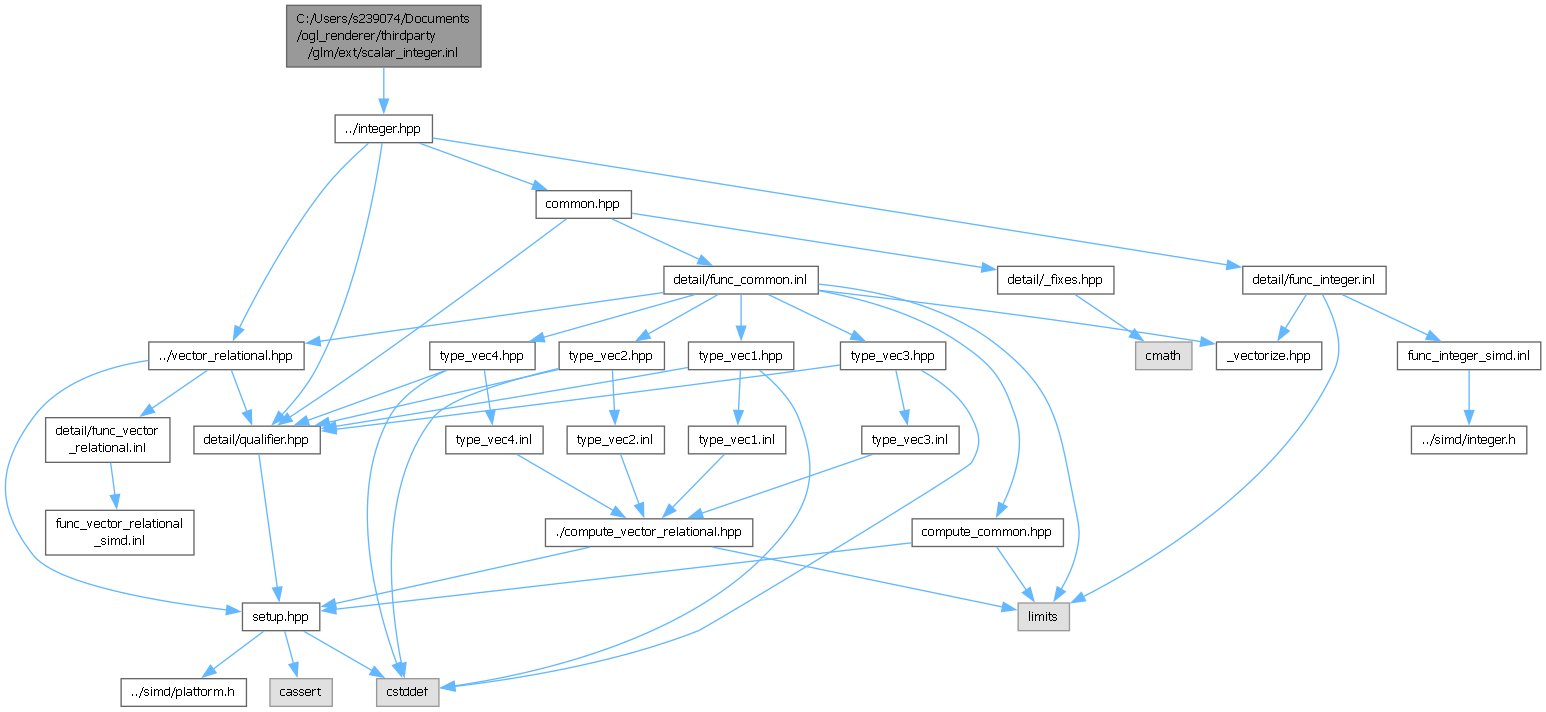 C:/Users/s239074/Documents
/ogl_renderer/thirdparty
/glm/ext/scalar_integer.inl
../integer.hpp
common.hpp
detail/func_common.inl
detail/_fixes.hpp
detail/func_integer.inl
../vector_relational.hpp
type_vec4.hpp
type_vec2.hpp
type_vec1.hpp
type_vec3.hpp
cmath
_vectorize.hpp
func_integer_simd.inl
detail/func_vector
_relational.inl
detail/qualifier.hpp
type_vec4.inl
type_vec2.inl
type_vec1.inl
type_vec3.inl
../simd/integer.h
func_vector_relational
_simd.inl
./compute_vector_relational.hpp
compute_common.hpp
setup.hpp
limits
../simd/platform.h
cassert
cstddef